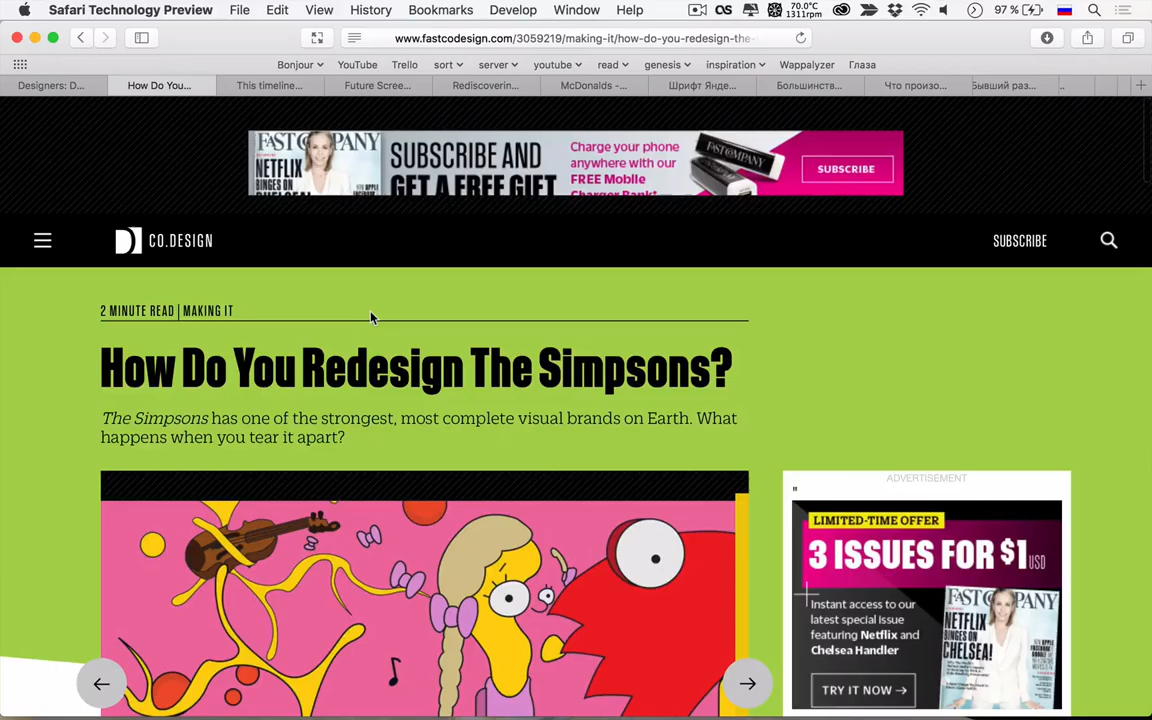 Safari Technology Preview File Edit View History Bookmarks Develop Window Help
70.0°C
1311rpm
97 %
www.fastcodesign.com/3059219/making-it/how-do-you-redesign-the-
Bonjour YouTube Trello sort server youtube read genesis inspiration Wappalyzer Глаза
Designers: D... How Do You... This timeline... Future Scree... Rediscoverin... McDonalds -... Шрифт Янде... Большинств... Что произо... Бывший раз...
FAST COMPANY
NETFLIX
BINGES ON
SUBSCRIBE AND
GET A FREE GIFT
Charge your phone
anywhere with our
FREE Mobile
Charger Bank!
FAST COMPANY
SUBSCRIBE
CO.DESIGN
SUBSCRIBE
2 MINUTE READ | MAKING IT
How Do You Redesign The Simpsons?
The Simpsons has one of the strongest, most complete visual brands on Earth. What
happens when you tear it apart?
ADVERTISEMENT
"
LIMITED-TIME OFFER
3 ISSUES FOR $1 USD
Instant access to our
latest special issue
featuring Netflix and
Chelsea Handler
TRY IT NOW →
FAST COMPANY
NETFLIX
BINGES ON
CHELSEA!